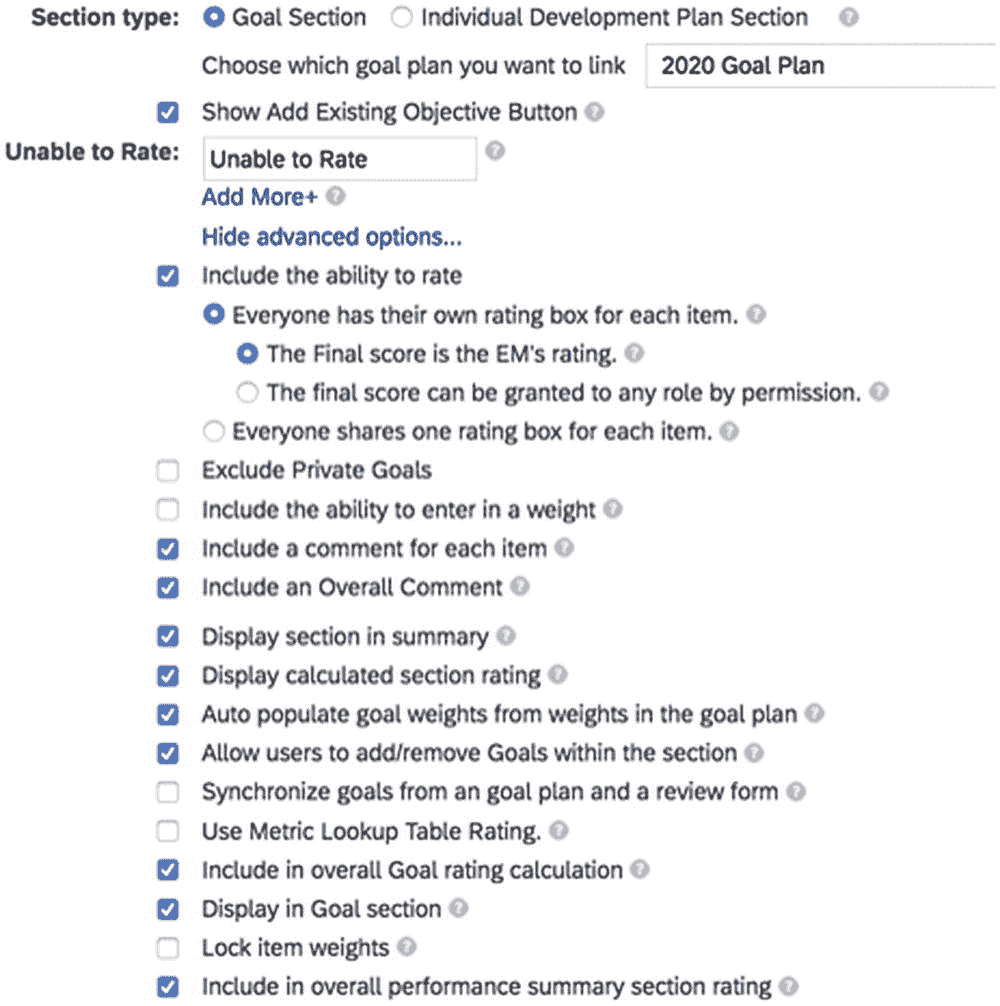 Section type: Goal Section Individual Development Plan Section ?
Choose which goal plan you want to link 2020 Goal Plan
Show Add Existing Objective Button ?
Unable to Rate: Unable to Rate ?
Add More+ ?
Hide advanced options...
Include the ability to rate
Everyone has their own rating box for each item. ?
The Final score is the EM's rating. ?
The final score can be granted to any role by permission. ?
Everyone shares one rating box for each item. ?
Exclude Private Goals
Include the ability to enter in a weight ?
Include a comment for each item ?
Include an Overall Comment ?
Display section in summary ?
Display calculated section rating ?
Auto populate goal weights from weights in the goal plan ?
Allow users to add/remove Goals within the section ?
Synchronize goals from an goal plan and a review form ?
Use Metric Lookup Table Rating. ?
Include in overall Goal rating calculation ?
Display in Goal section ?
Lock item weights ?
Include in overall performance summary section rating ?